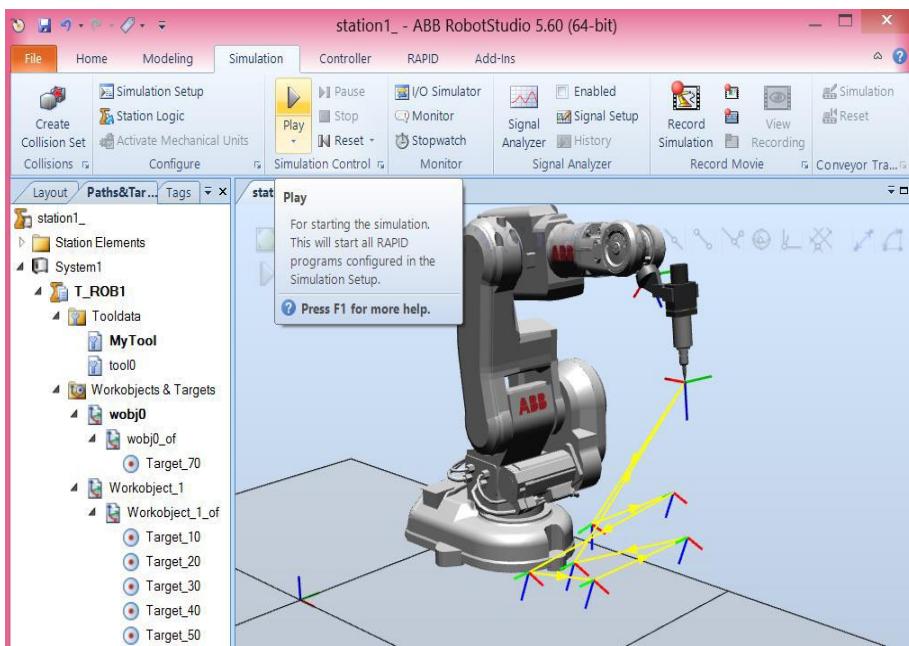 station1_ - ABB RobotStudio 5.60 (64-bit)
File Home Modeling Simulation Controller RAPID Add-Ins
Create
Collision Set
Collisions
Simulation Setup
Station Logic
Activate Mechanical Units
Configure
Play
Pause
Stop
Reset
Simulation Control
I/O Simulator
Monitor
Stopwatch
Monitor
Signal
Analyzer
Enabled
Signal Setup
History
Signal Analyzer
Record
Simulation
View
Recording
Record Movie
Simulation
Reset
Conveyor Tra...
Layout Paths&Tar... Tags
stat
station1_
Station Elements
System1
T_ROB1
Tooldata
MyTool
tool0
Workobjects & Targets
wobj0
wobj0_of
Target_70
Workobject_1
Workobject_1_of
Target_10
Target_20
Target_30
Target_40
Target_50
Play
For starting the simulation.
This will start all RAPID
programs configured in the
Simulation Setup.
Press F1 for more help.
ABB
ABB